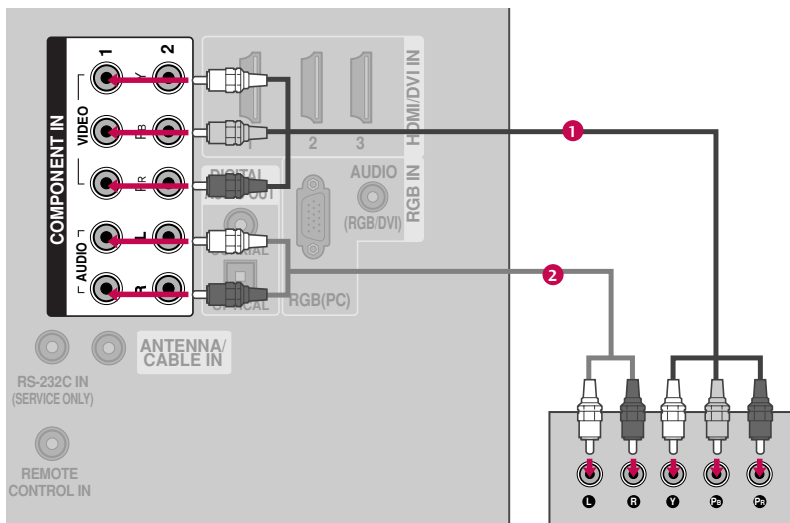 COMPONENT IN
VIDEO
AUDIO
1
2
Y
PB
PR
L
R
HDMI/DVI IN
1
2
3
DIGITAL
AUDIO OUT
COAXIAL
OPTICAL
AUDIO
(RGB/DVI)
RGB IN
RGB(PC)
ANTENNA/
CABLE IN
RS-232C IN
(SERVICE ONLY)
REMOTE
CONTROL IN
1
2
L
R
Y
PB
PR